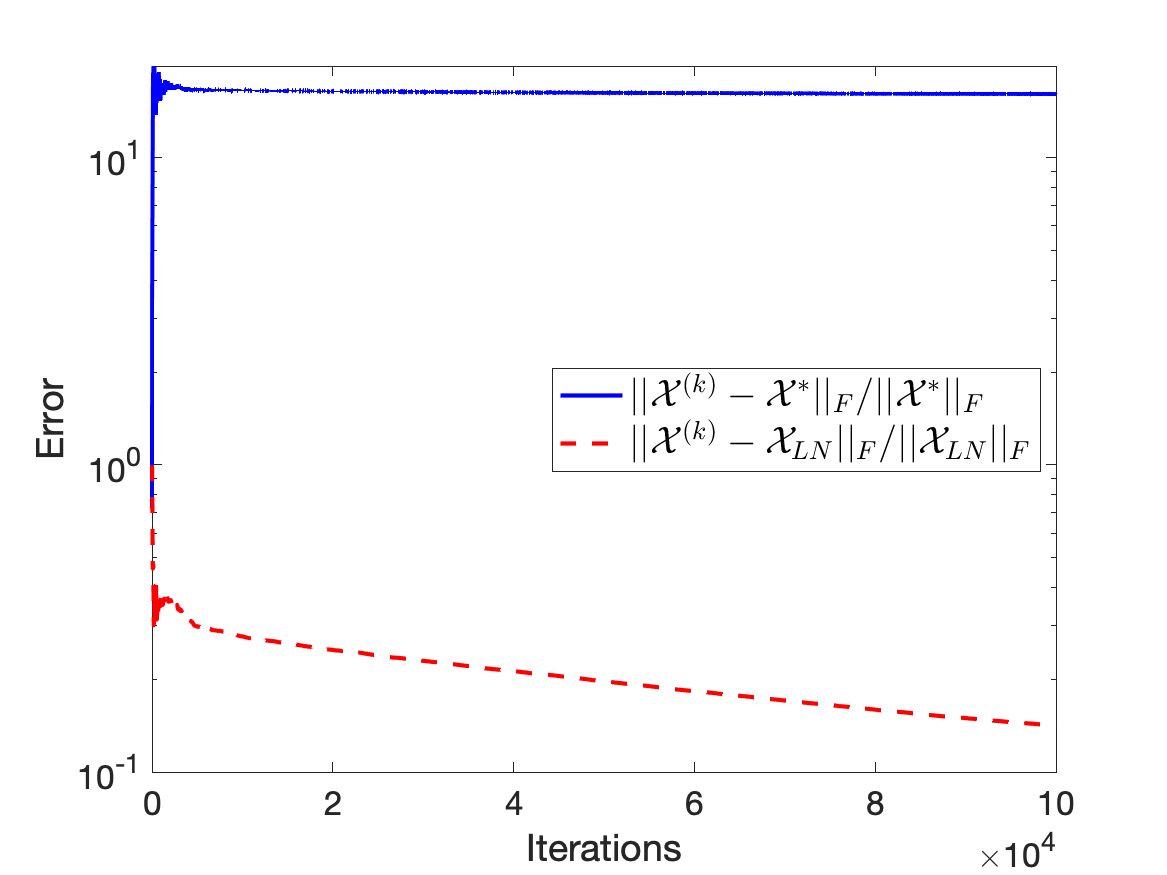 Error
10^1
10^0
10^-1
||𝒳^(k) − 𝒳*||_F/||𝒳*||_F
||𝒳^(k) − 𝒳_LN||_F/||𝒳_LN||_F
0 2 4 6 8 10
Iterations
×10^4